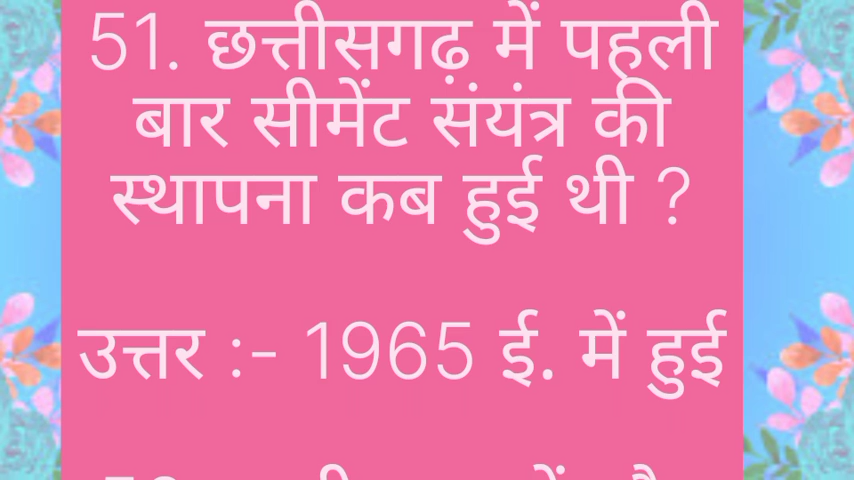 51. छत्तीसगढ़ में पहली
बार सीमेंट संयंत्र की
स्थापना कब हुई थी ?
उत्तर :- 1965 ई. में हुई